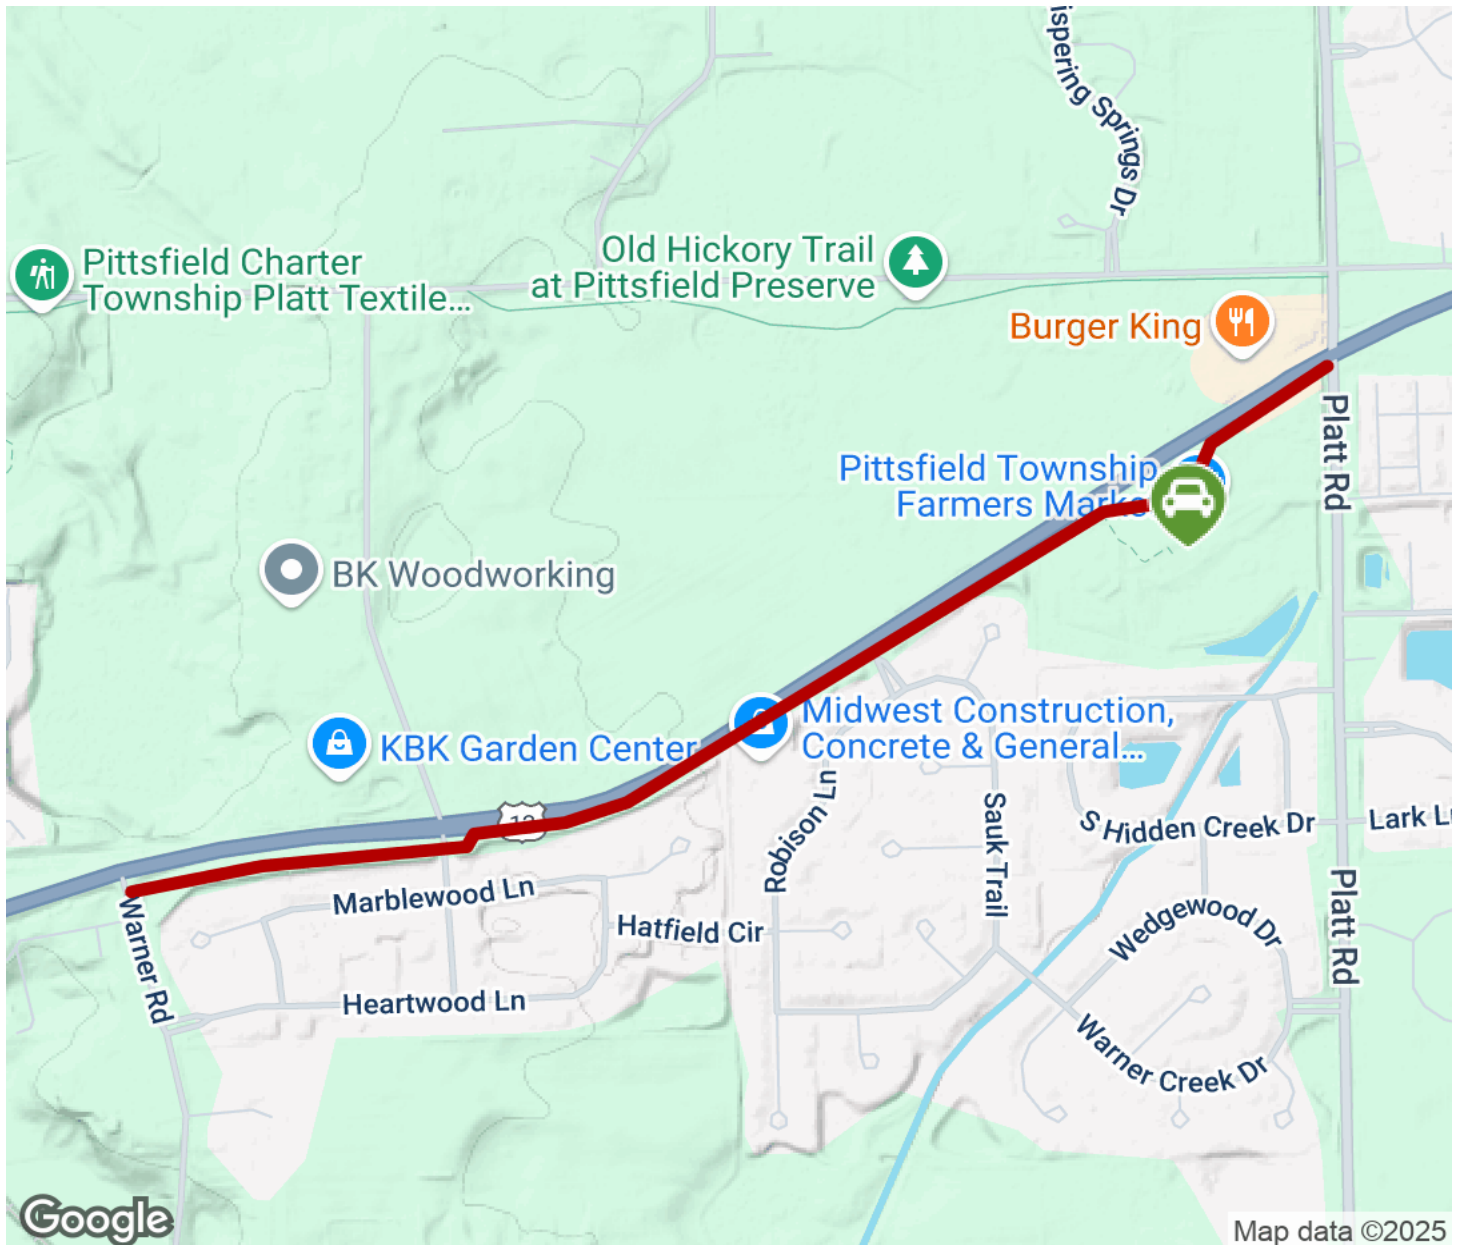 ispering Springs Dr
Pittsfield Charter
Township Platt Textile...
Old Hickory Trail
at Pittsfield Preserve
Burger King
Platt Rd
Pittsfield Township
Farmers Marke
BK Woodworking
KBK Garden Center
Midwest Construction,
Concrete & General...
12
Robison Ln
Sauk Trail
S Hidden Creek Dr
Lark Ln
Marblewood Ln
Hatfield Cir
Warner Rd
Heartwood Ln
Wedgewood Dr
Platt Rd
Warner Creek Dr
Google
Map data ©2025